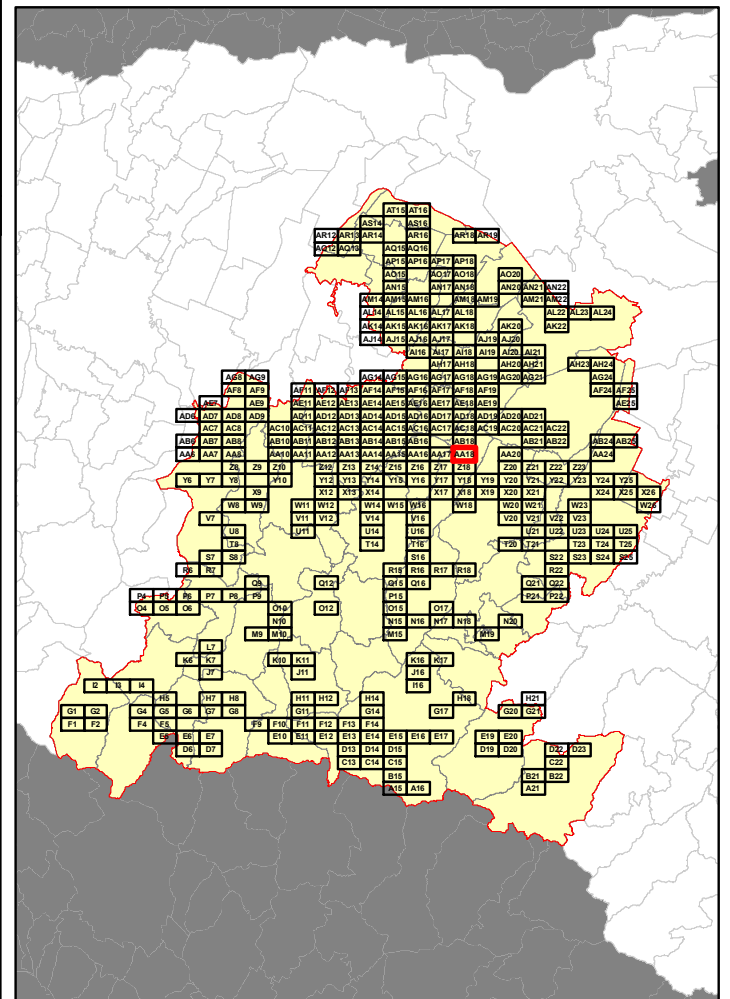 AT15 AT16
AS14 AS16
AR12 AR13 AR14 AR16 AR18 AR19
AQ12 AQ13 AQ15 AQ16
AP15 AP16 AP17 AP18
AO15 AO17 AO18 AO20
AN15 AN17 AN18 AN20 AN21 AN22
AM14 AM15 AM16 AM18 AM19 AM21 AM22
AL14 AL15 AL16 AL17 AL18 AL22 AL23 AL24
AK14 AK15 AK16 AK17 AK18 AK20 AK22
AJ14 AJ15 AJ16 AJ17 AJ19 AJ20
AI16 AI17 AI18 AI19 AI20 AI21
AH17 AH18 AH20 AH21 AH23 AH24
AG8 AG9 AG14 AG15 AG16 AG17 AG18 AG19 AG20 AG21 AG24
AF8 AF9 AF11 AF12 AF13 AF14 AF15 AF16 AF17 AF18 AF19 AF24 AF25
AE7 AE9 AE11 AE12 AE13 AE14 AE15 AE16 AE17 AE18 AE19 AE25
AD6 AD7 AD8 AD9 AD11 AD12 AD13 AD14 AD15 AD16 AD17 AD18 AD19 AD20 AD21
AC7 AC8 AC10 AC11 AC12 AC13 AC14 AC15 AC16 AC17 AC18 AC19 AC20 AC21 AC22
AB6 AB7 AB8 AB10 AB11 AB12 AB13 AB14 AB15 AB16 AB18 AB21 AB22 AB24 AB25
AA6 AA7 AA8 AA10 AA11 AA12 AA13 AA14 AA15 AA16 AA17 AA18 AA20 AA24
Z8 Z9 Z10 Z12 Z13 Z14 Z15 Z16 Z17 Z18 Z20 Z21 Z22 Z23
Y6 Y7 Y8 Y10 Y12 Y13 Y14 Y15 Y16 Y17 Y18 Y19 Y20 Y21 Y22 Y23 Y24 Y25
X9 X12 X13 X14 X17 X18 X19 X20 X21 X24 X25 X26
W8 W9 W11 W12 W14 W15 W16 W18 W20 W21 W23 W26
V7 V11 V12 V14 V16 V20 V21 V22 V23
U8 U11 U14 U16 U21 U22 U23 U24 U25
T8 T14 T16 T20 T21 T23 T24 T25
S7 S8 S16 S22 S23 S24 S25
R6 R7 R15 R16 R17 R18 R22
Q9 Q12 Q15 Q16 Q21 Q22
P4 P5 P6 P7 P8 P9 P15 P21 P22
O4 O5 O6 O10 O12 O15 O17
N10 N15 N16 N17 N18 N20
M9 M10 M15 M19
L7
K6 K7 K10 K11 K16 K17
J7 J11 J16
I2 I3 I4 I16
H5 H7 H8 H11 H12 H14 H18 H21
G1 G2 G4 G5 G6 G7 G8 G11 G14 G17 G20 G21
F1 F2 F4 F5 F9 F10 F11 F12 F13 F14
E5 E6 E7 E10 E11 E12 E13 E14 E15 E16 E17 E19 E20
D6 D7 D13 D14 D15 D19 D20 D22 D23
C13 C14 C15 C22
B15 B21 B22
A15 A16 A21